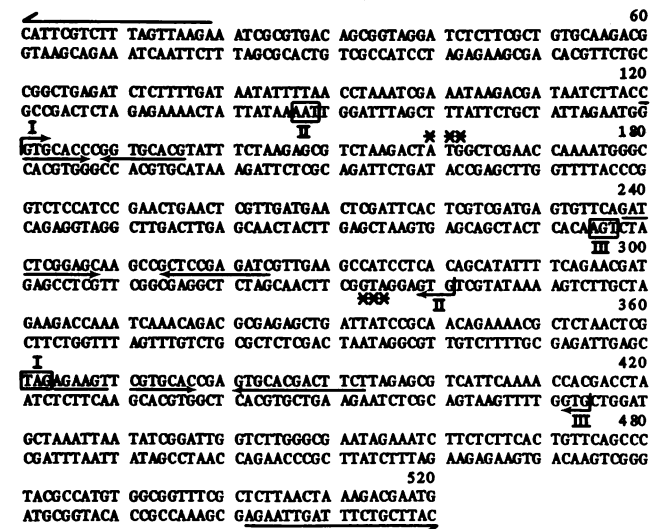 60
CATTCGTCTT TAGTTAAGAA ATCGCGTGAC AGCGGTAGGA TCTCTTCGCT GTGCAAGACG
GTAAGCAGAA ATCAATTCTT TAGCGCACTG TCGCCATCCT AGAGAAGCGA CACGTTCTGC
120
CGGCTGAGAT CTCTTTTGAT AATATTTTAA CCTAAATCGA AATAAGACGATAATCTTACC
GCCGACTCTA GAGAAAACTA TTATAAAATT GGATTTAGCT TTATTCTGCT ATTAGAATGG
I II ✱ ✱✱ 180
GTGCACCCGG TGCACGTATT TCTAAGAGCG TCTAAGACTA TGGCTCGAAC CAAAATGGGC
CACGTGGGCC ACGTGCATAA AGATTCTCGC AGATTCTGAT ACCGAGCTTG GTTTTACCCG
240
GTCTCCATCC GAACTGAACT CGTTGATGAA CTCGATTCAC TCGTCGATGA GTGTTCAGAT
CAGAGGTAGG CTTGACTTGA GCAACTACTT GAGCTAAGTG AGCAGCTACT CACAAGTCTA
III
300
CTCGGAGCAA GCCGCTCCGA GATCGTTGAA GCCATCCTCA CAGCATATTT TCAGAACGAT
GAGCCTCGTT CGGCGAGGCT CTAGCAACTT CGGTAGGAGT GTCGTATAAA AGTCTTGCTA
✱✱✱ II 360
GAAGACCAAA TCAAACAGAC GCGAGAGCTG ATTATCCGCA ACAGAAAACG CTCTAACTCG
CTTCTGGTTT AGTTTGTCTG CGCTCTCGAC TAATAGGCGT TGTCTTTTGC GAGATTGAGC
I 420
TAGAGAAGTT CGTGCACCGA GTGCACGACT TCTTAGAGCG TCATTCAAAA CCACGACCTA
ATCTCTTCAA GCACGTGGCT CACGTGCTGA AGAATCTCGC AGTAAGTTTT GGTGCTGGAT
III 480
GCTAAATTAA TATCGGATTG GTCTTGGGCG AATAGAAATC TTCTCTTCAC TGTTCAGCCC
CGATTTAATT ATAGCCTAAC CAGAACCCGC TTATCTTTAG AAGAGAAGTG ACAAGTCGGG
520
TACGCCATGT GGCGGTTTCG CTCTTAACTA AAGACGAATG
ATGCGGTACA CCGCCAAAGC GAGAATTGAT TTCTGCTTAC